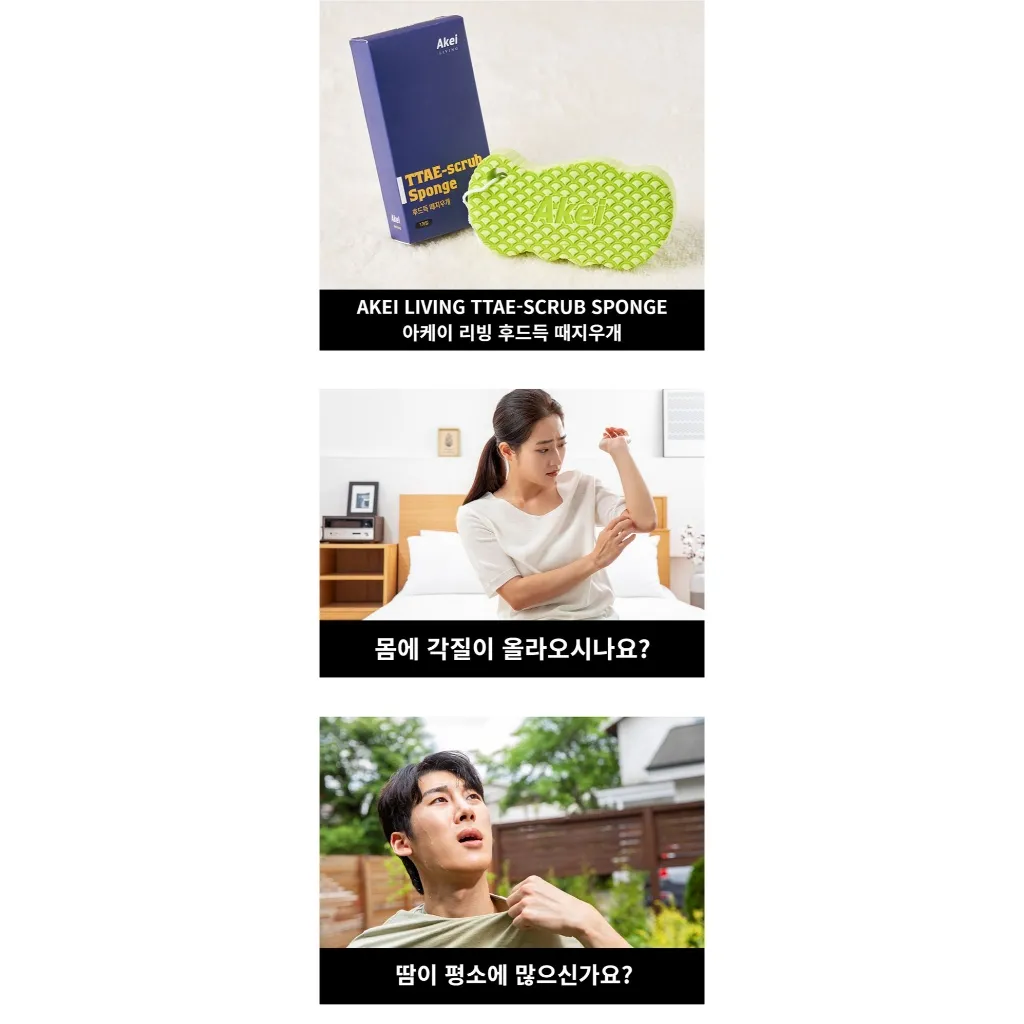 Akei
LIVING
TTAE-scrub
Sponge
후드득 때지우개
Akei
Akei
AKEI LIVING TTAE-SCRUB SPONGE
아케이 리빙 후드득 때지우개
몸에 각질이 올라오시나요?
땀이 평소에 많으신가요?